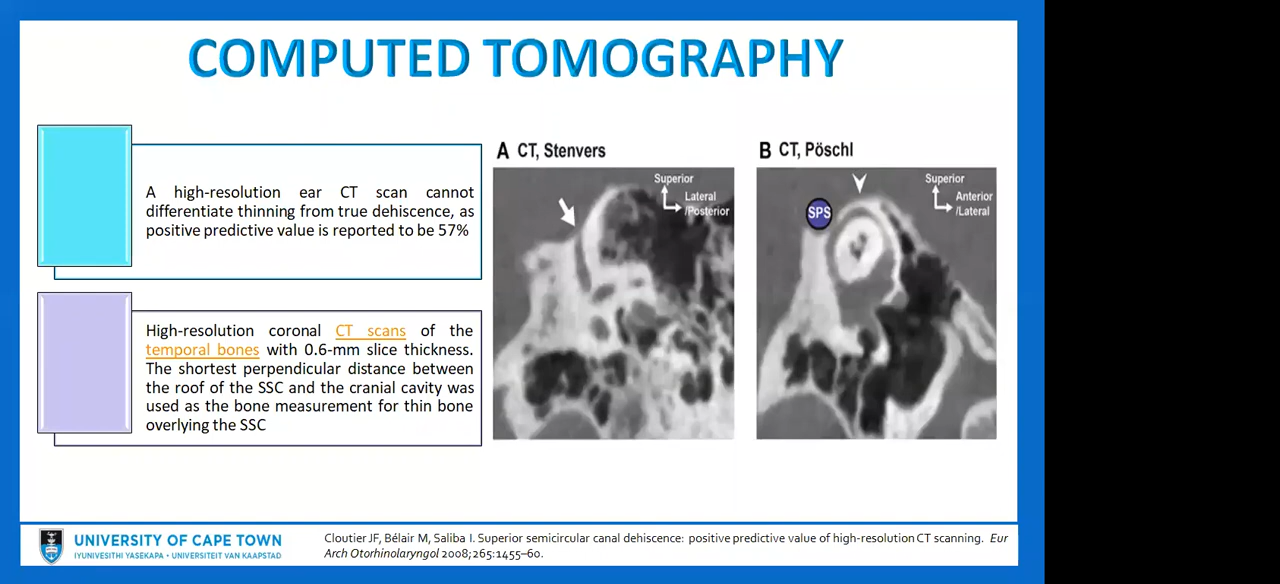 COMPUTED TOMOGRAPHY
A high-resolution ear CT scan cannot
differentiate thinning from true dehiscence, as
positive predictive value is reported to be 57%
High-resolution coronal CT scans of the
temporal bones with 0.6-mm slice thickness.
The shortest perpendicular distance between
the roof of the SSC and the cranial cavity was
used as the bone measurement for thin bone
overlying the SSC
A CT, Stenvers
Superior
Lateral
/Posterior
B CT, Pöschl
SPS
Superior
Anterior
/Lateral
UNIVERSITY OF CAPE TOWN
IYUNIVESITHI YASEKAPA • UNIVERSITEIT VAN KAAPSTAD
Cloutier JF, Bélair M, Saliba I. Superior semicircular canal dehiscence: positive predictive value of high-resolution CT scanning. Eur
Arch Otorhinolaryngol 2008; 265:1455–60.